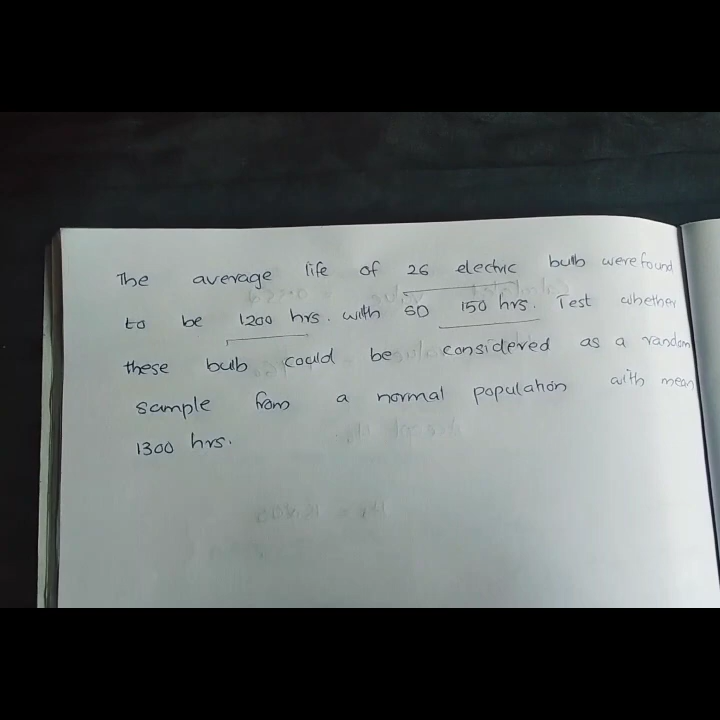 The average life of 26 electric bulb were found
to be 1200 hrs. with SD 150 hrs. Test whether
these bulb could be considered as a random
sample from a normal population with mean
1300 hrs.